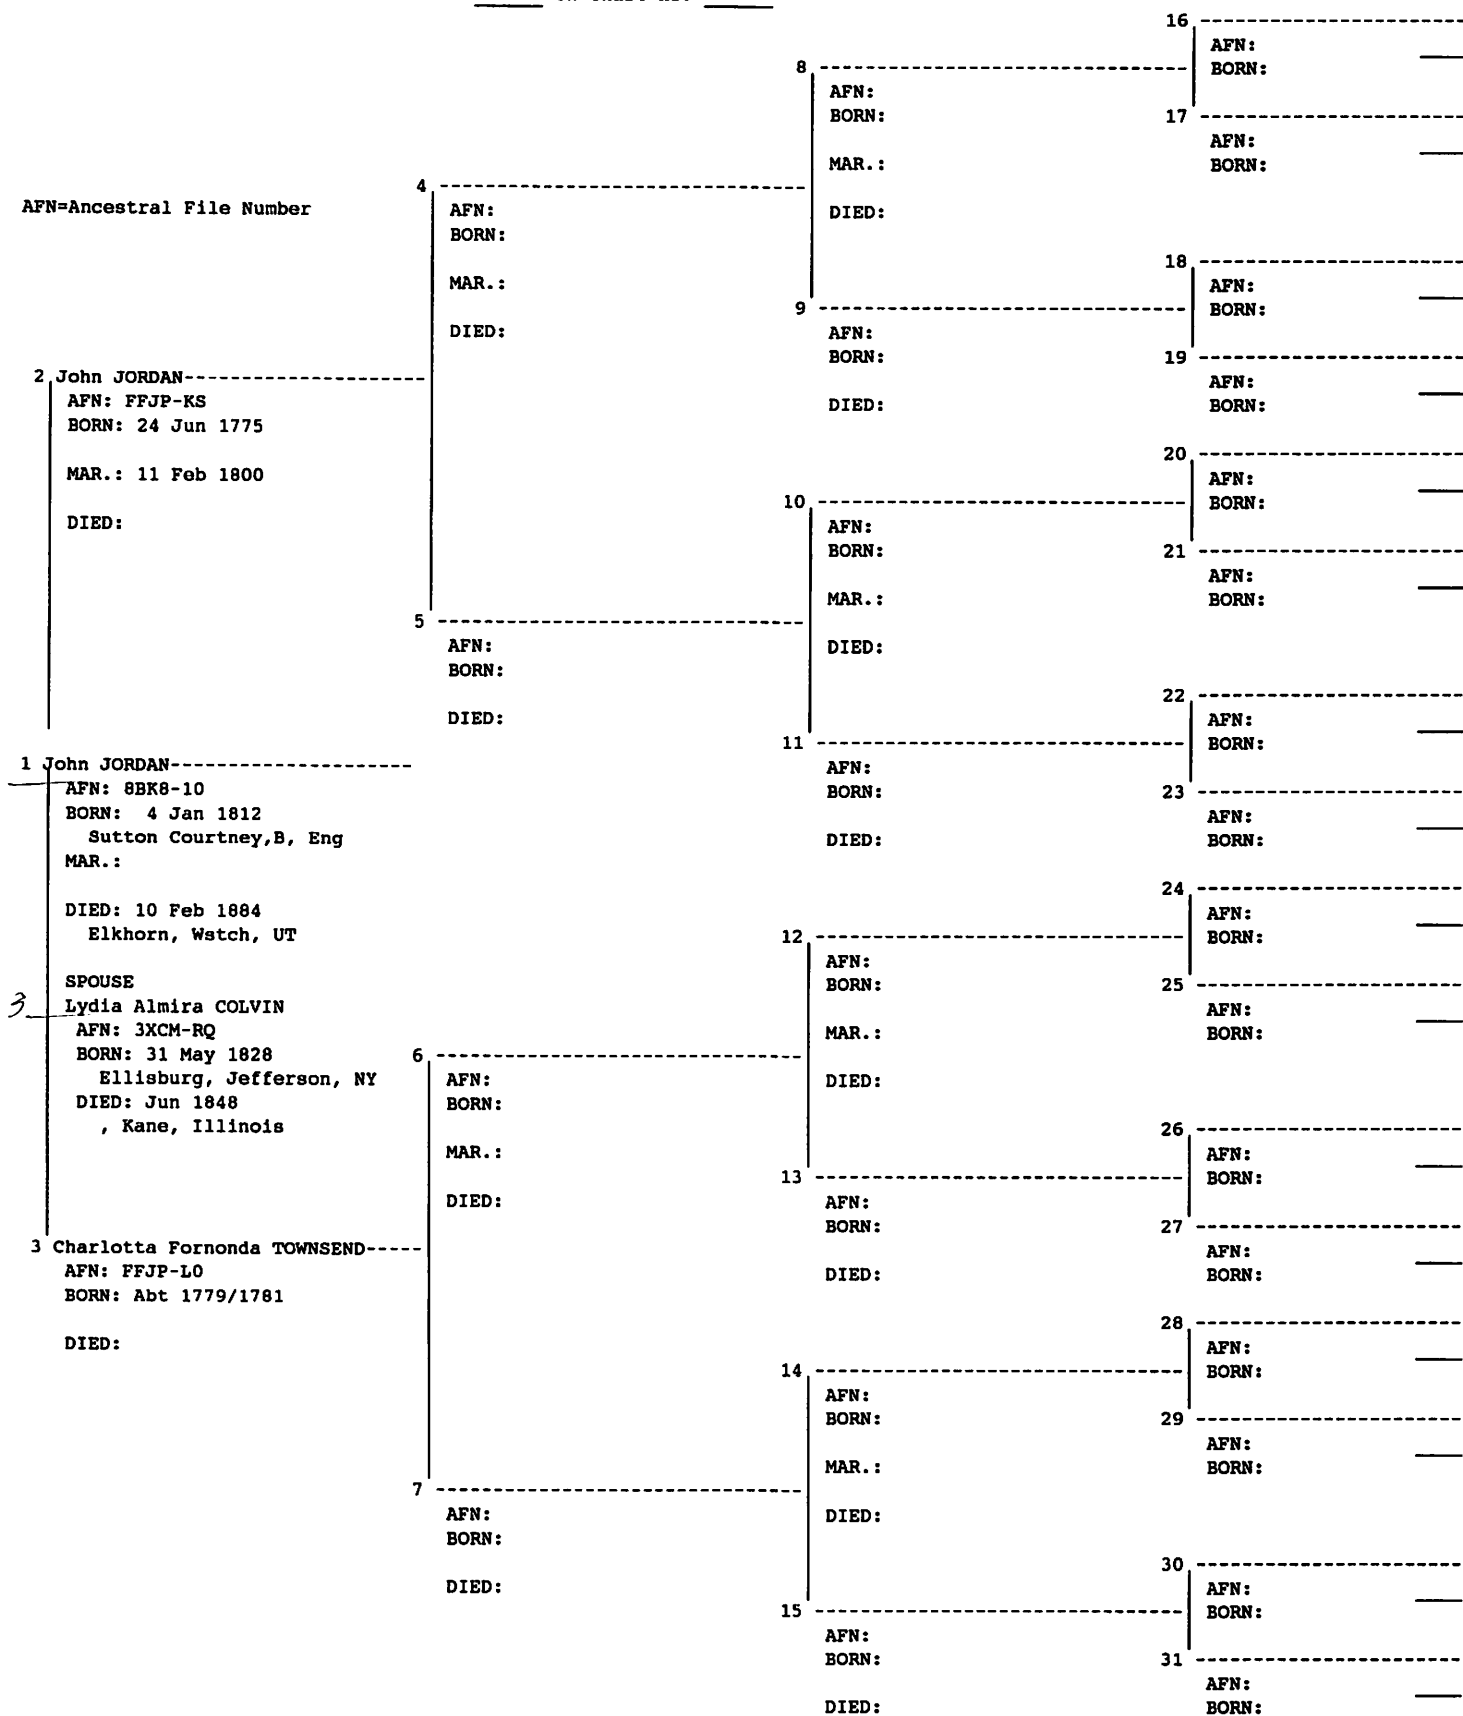 AFN=Ancestral File Number
2 John JORDAN
AFN: FFJP-KS
BORN: 24 Jun 1775
MAR.: 11 Feb 1800
DIED:
1 John JORDAN
AFN: 8BK8-10
BORN: 4 Jan 1812
Sutton Courtney,B, Eng
MAR.:
DIED: 10 Feb 1884
Elkhorn, Wstch, UT
SPOUSE
3
Lydia Almira COLVIN
AFN: 3XCM-RQ
BORN: 31 May 1828
Ellisburg, Jefferson, NY
DIED: Jun 1848
, Kane, Illinois
3 Charlotta Fornonda TOWNSEND
AFN: FFJP-L0
BORN: Abt 1779/1781
DIED:
4
AFN:
BORN:
MAR.:
DIED:
5
AFN:
BORN:
DIED:
6
AFN:
BORN:
MAR.:
DIED:
7
AFN:
BORN:
DIED:
8
AFN:
BORN:
MAR.:
DIED:
9
AFN:
BORN:
DIED:
10
AFN:
BORN:
MAR.:
DIED:
11
AFN:
BORN:
DIED:
12
AFN:
BORN:
MAR.:
DIED:
13
AFN:
BORN:
DIED:
14
AFN:
BORN:
MAR.:
DIED:
15
AFN:
BORN:
DIED:
16
AFN:
BORN:
17
AFN:
BORN:
18
AFN:
BORN:
19
AFN:
BORN:
20
AFN:
BORN:
21
AFN:
BORN:
22
AFN:
BORN:
23
AFN:
BORN:
24
AFN:
BORN:
25
AFN:
BORN:
26
AFN:
BORN:
27
AFN:
BORN:
28
AFN:
BORN:
29
AFN:
BORN:
30
AFN:
BORN:
31
AFN:
BORN: